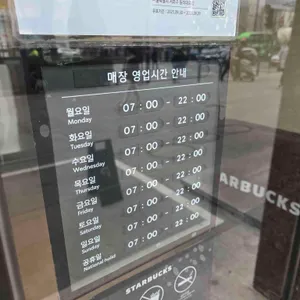 매장 영업시간 안내
월요일 07 : 00 - 22 : 00
Monday
화요일 07 : 00 - 22 : 00
Tuesday
수요일 07 : 00 - 22 : 00
Wednesday
목요일 07 : 00 - 22 : 00
Thursday
금요일 07 : 00 - 22 : 00
Friday
토요일 07 : 00 - 22 : 00
Saturday
일요일 07 : 00 - 22 : 00
Sunday
공휴일 07 : 00 - 22 : 00
STARBUCKS
ARBUCKS